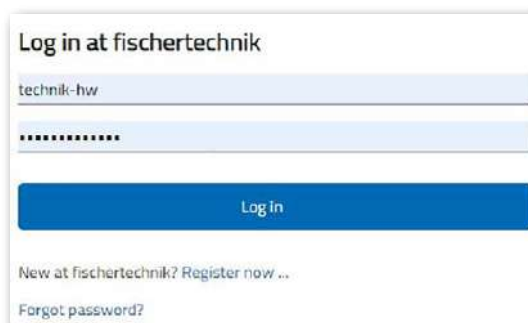 Log in at fischertechnik
technik-hw
•••••••••••••
Log in
New at fischertechnik? Register now ...
Forgot password?